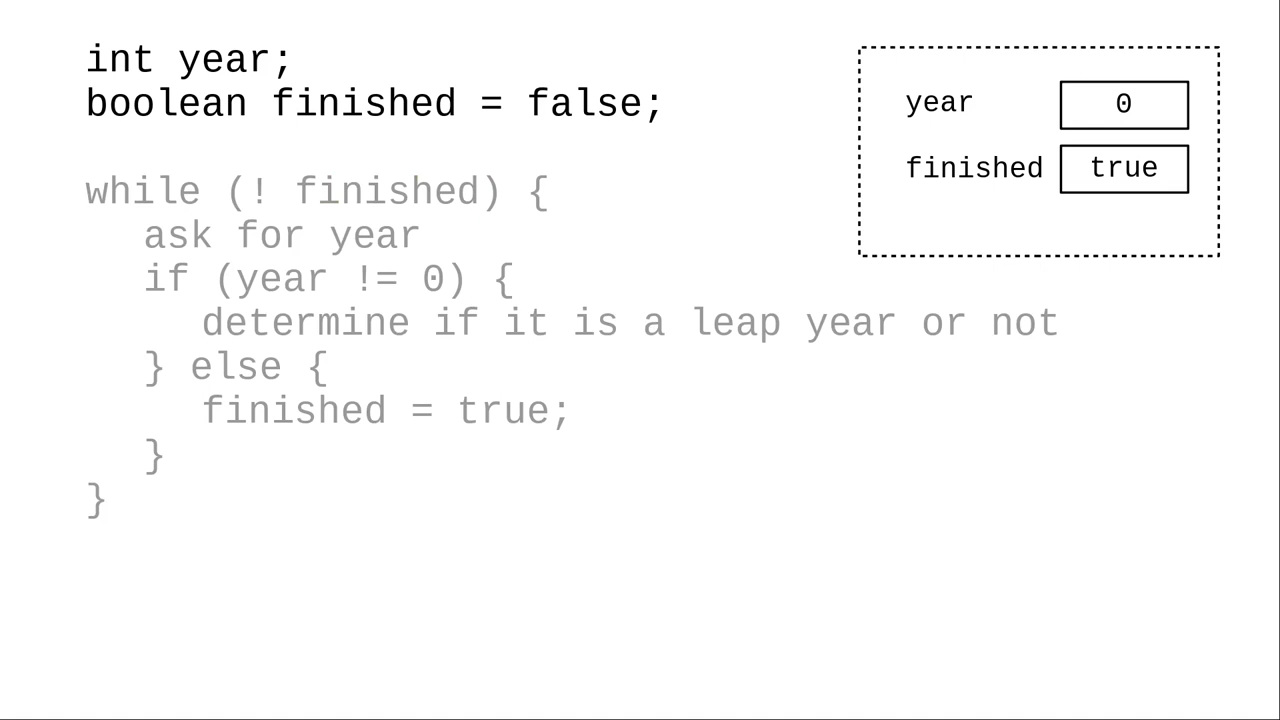 int year;
boolean finished = false;
while (! finished) {
ask for year
if (year != 0) {
determine if it is a leap year or not
} else {
finished = true;
}
}
year 0
finished true